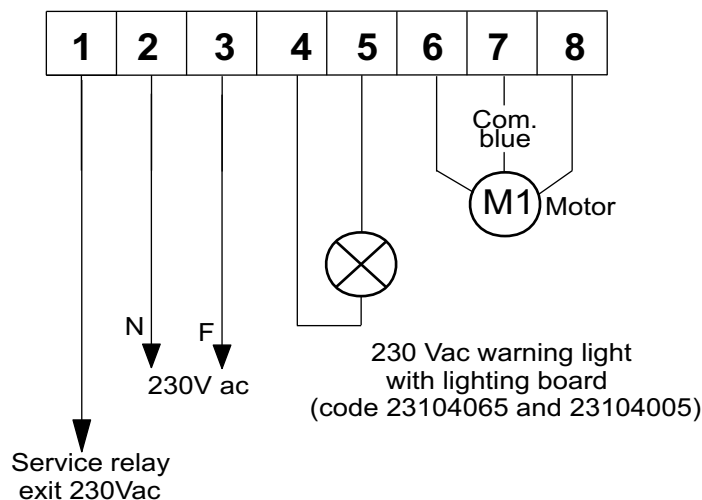 1 2 3 4 5 6 7 8
Com.
blue
M1 Motor
N F
230V ac
230 Vac warning light
with lighting board
(code 23104065 and 23104005)
Service relay
exit 230Vac